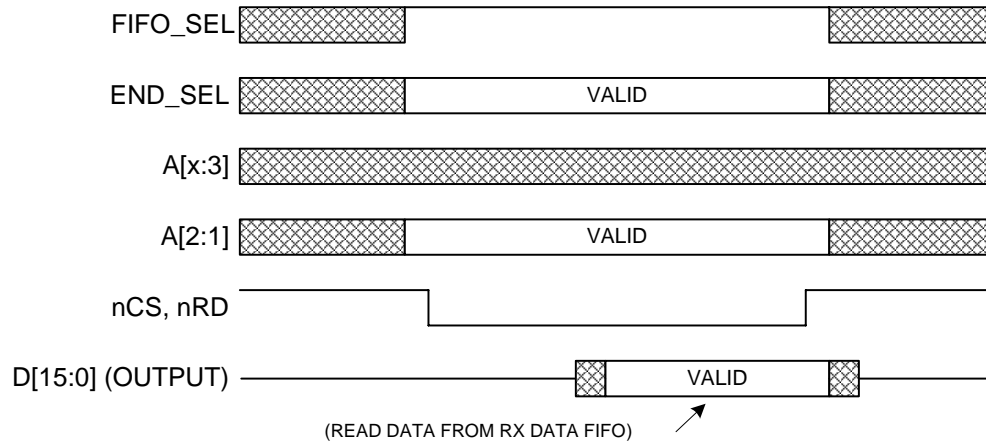 FIFO_SEL
END_SEL VALID
A[x:3]
A[2:1] VALID
nCS, nRD
D[15:0] (OUTPUT) VALID
(READ DATA FROM RX DATA FIFO)